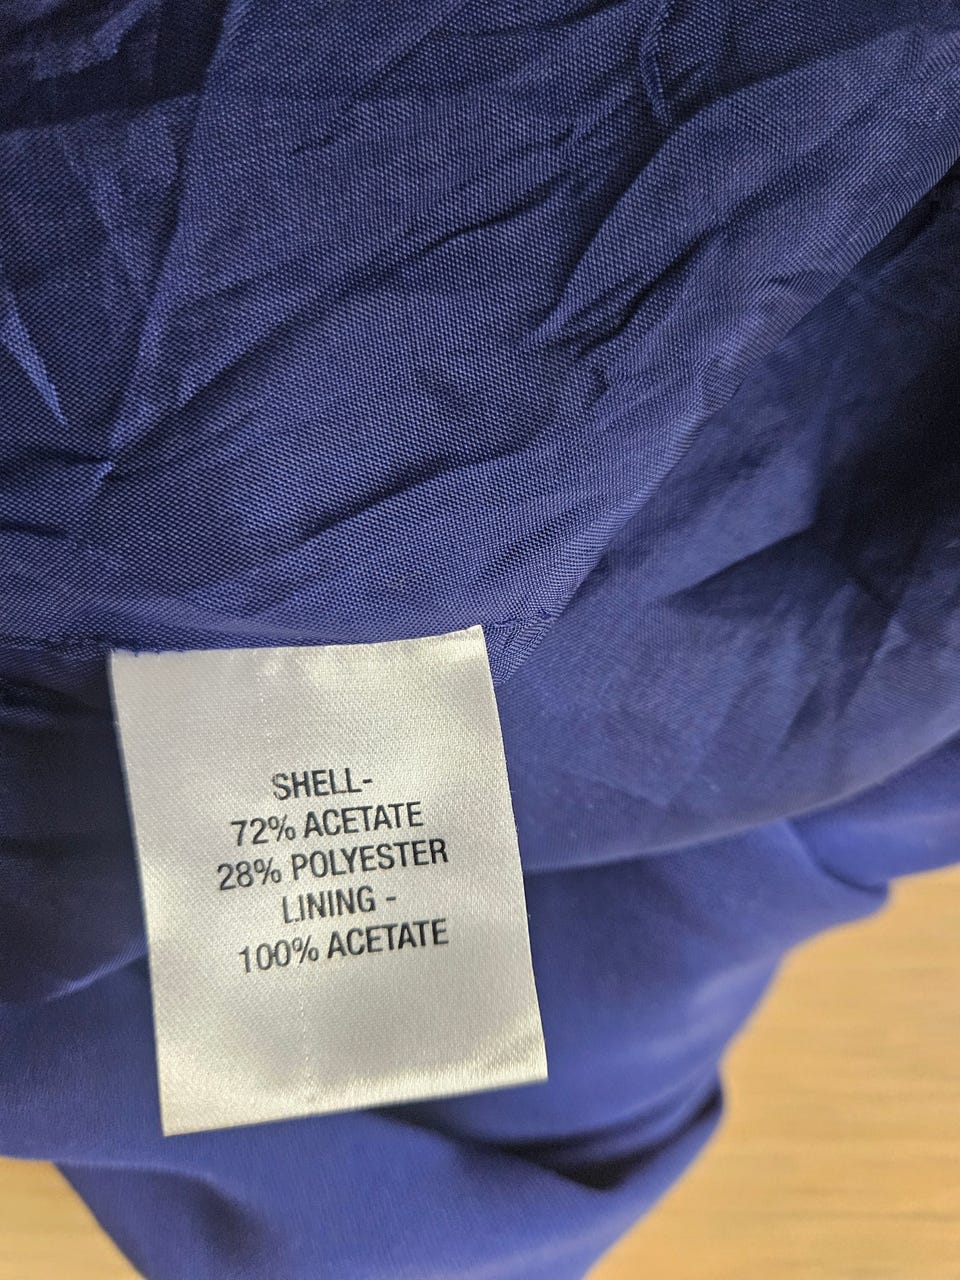 SHELL-
72% ACETATE
28% POLYESTER
LINING -
100% ACETATE